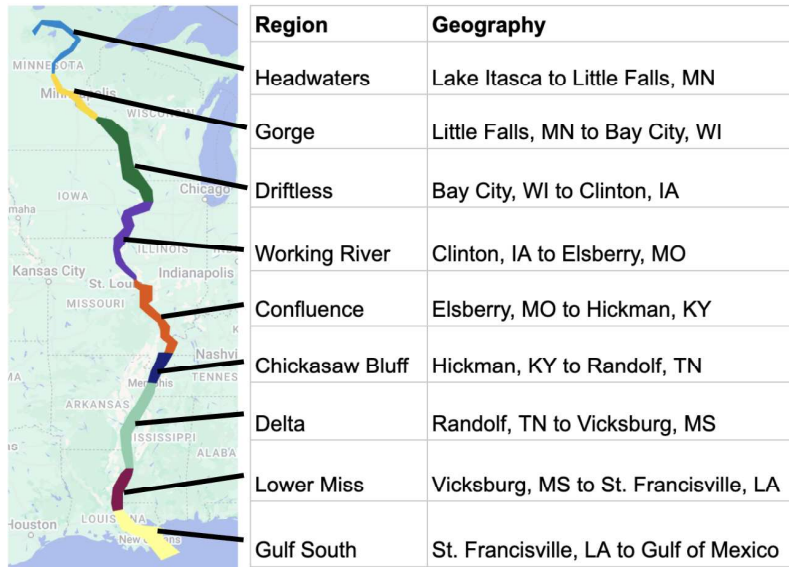 Region Geography
Headwaters Lake Itasca to Little Falls, MN
Gorge Little Falls, MN to Bay City, WI
Driftless Bay City, WI to Clinton, IA
Working River Clinton, IA to Elsberry, MO
Confluence Elsberry, MO to Hickman, KY
Chickasaw Bluff Hickman, KY to Randolf, TN
Delta Randolf, TN to Vicksburg, MS
Lower Miss Vicksburg, MS to St. Francisville, LA
Gulf South St. Francisville, LA to Gulf of Mexico
MINNESOTA
WISCONSIN
IOWA
Chicago
maha
ILLINOIS
Kansas City
Indianapolis
St. Loui
MISSOURI
Nashvi
Memphis
TENNES
ARKANSAS
ISSISSIPPI
ALABA
Houston